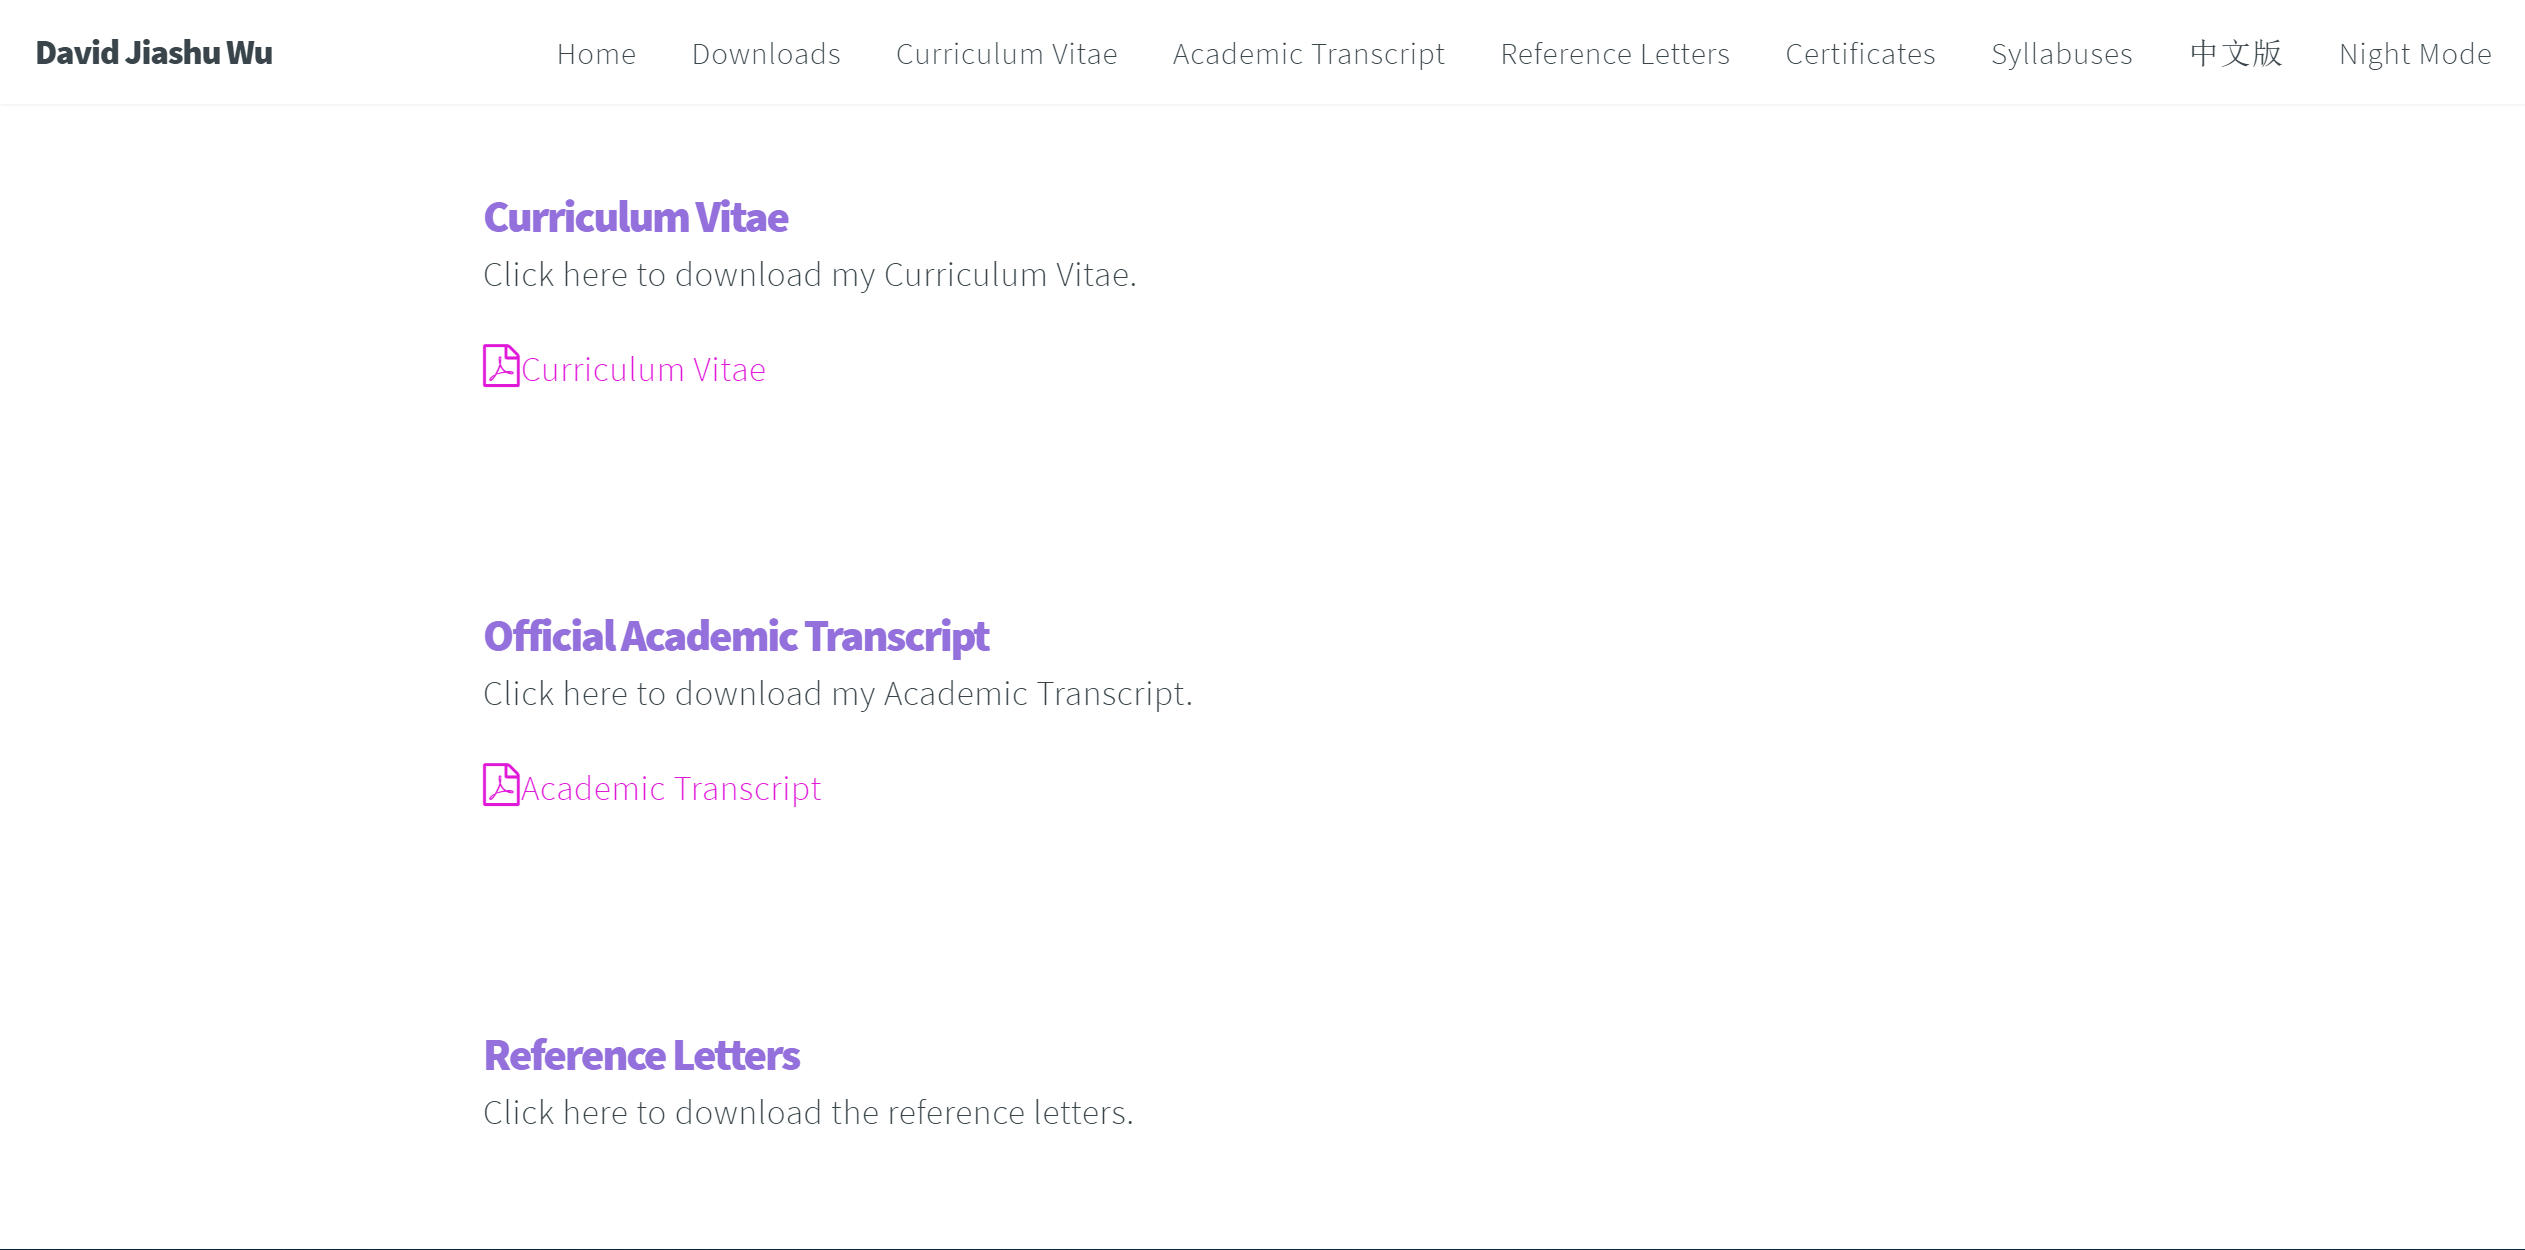 David Jiashu Wu Home Downloads Curriculum Vitae Academic Transcript Reference Letters Certificates Syllabuses 中文版 Night Mode
Curriculum Vitae
Click here to download my Curriculum Vitae.
Curriculum Vitae
Official Academic Transcript
Click here to download my Academic Transcript.
Academic Transcript
Reference Letters
Click here to download the reference letters.